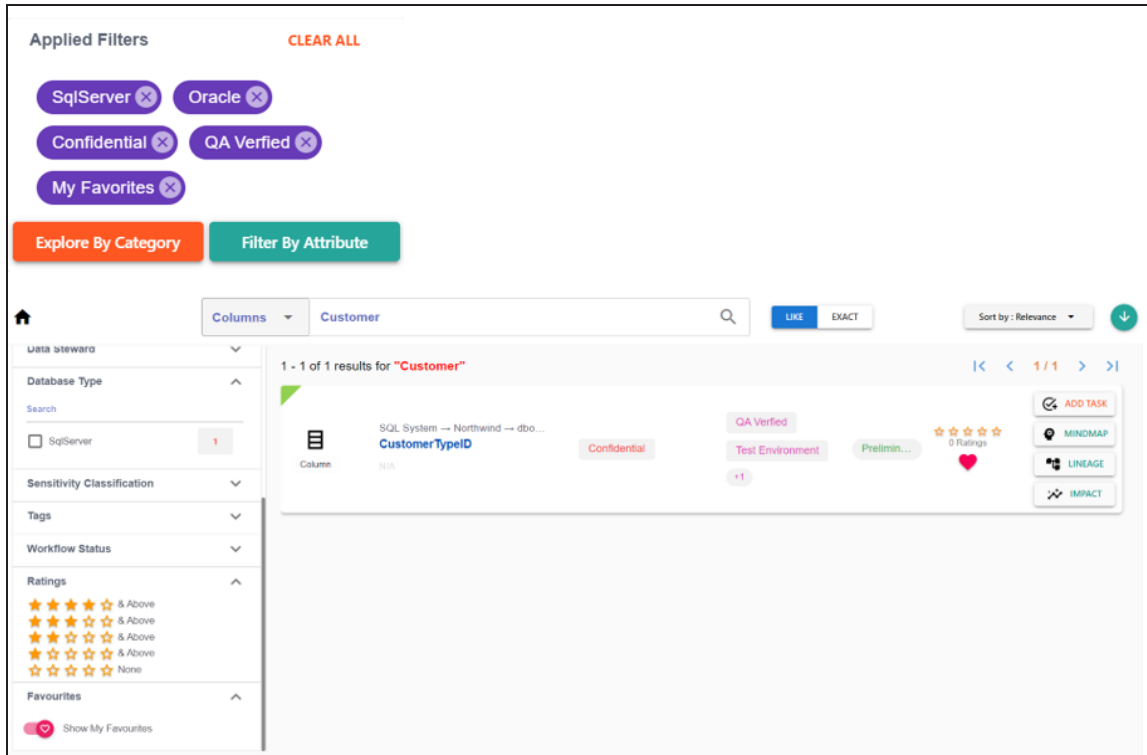 Applied Filters CLEAR ALL
SqlServer Oracle
Confidential QA Verfied
My Favorites
Explore By Category Filter By Attribute
Columns Customer LIKE EXACT Sort by : Relevance
Data Steward
Database Type
Search
SqlServer 1
Sensitivity Classification
Tags
Workflow Status
Ratings
& Above
& Above
& Above
& Above
None
Favourites
Show My Favourites
1 - 1 of 1 results for "Customer" 1 / 1
Column
SQL System → Northwind → dbo...
CustomerTypeID
N/A
Confidential
QA Verfied
Test Environment
+1
Prelimin...
0 Ratings
ADD TASK
MINDMAP
LINEAGE
IMPACT